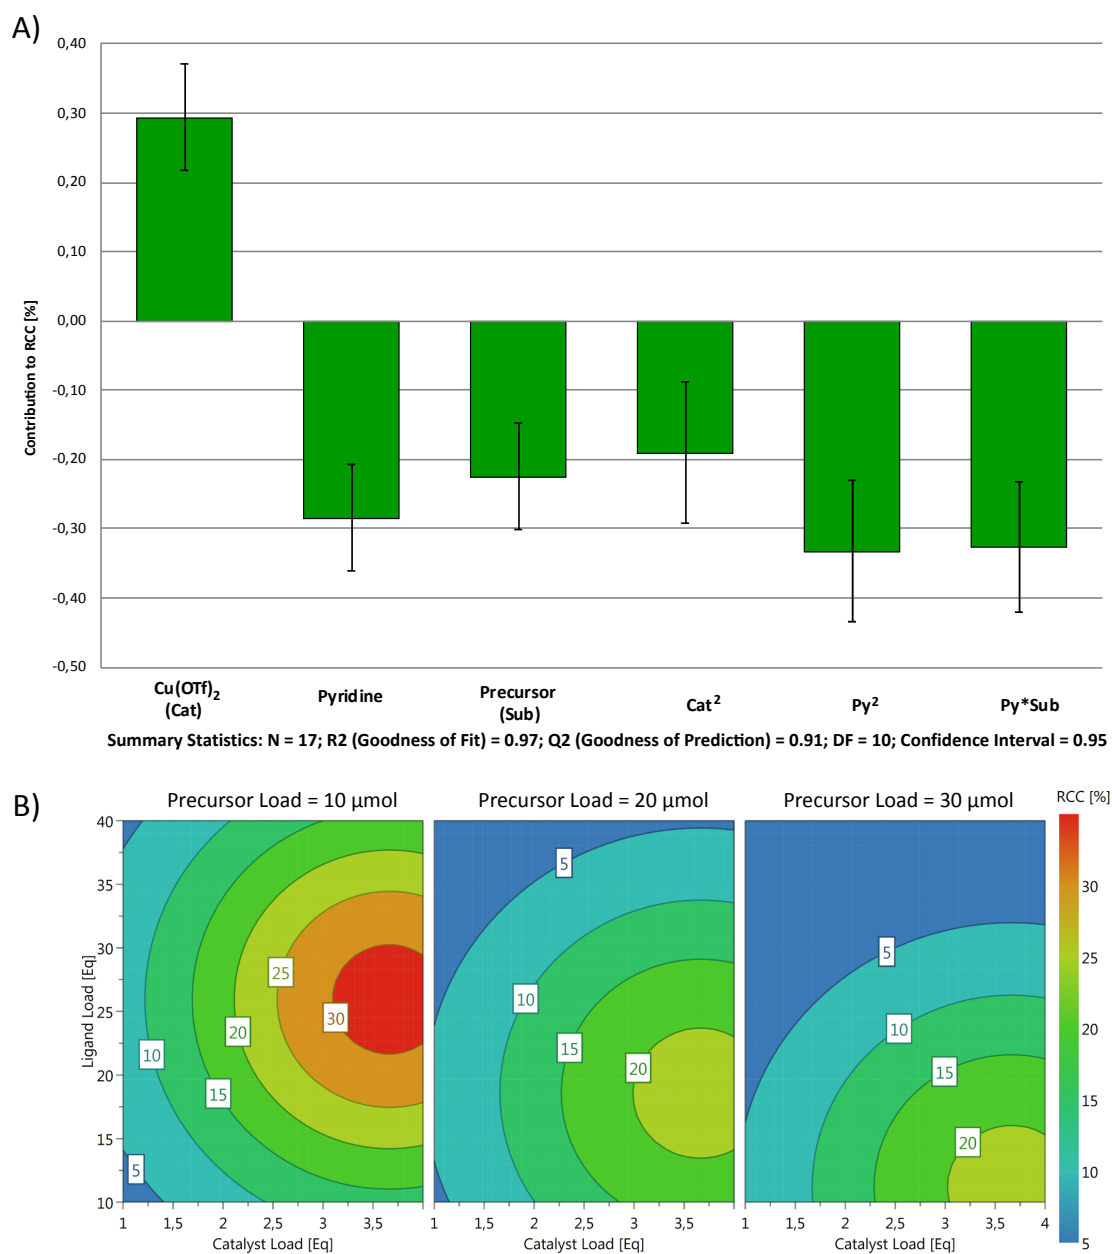 A)
0,40
0,30
0,20
0,10
0,00
-0,10
-0,20
-0,30
-0,40
-0,50
Contribution to RCC [%]
Cu(OTf)2
(Cat)
Pyridine
Precursor
(Sub)
Cat2
Py2
Py*Sub
Summary Statistics: N = 17; R2 (Goodness of Fit) = 0.97; Q2 (Goodness of Prediction) = 0.91; DF = 10; Confidence Interval = 0.95
B)
Precursor Load = 10 μmol
Precursor Load = 20 μmol
Precursor Load = 30 μmol
RCC [%]
40
35
30
25
20
15
10
Ligand Load [Eq]
5
10
15
20
25
30
5
5
10
15
20
5
10
15
20
30
25
20
15
10
5
1 1,5 2 2,5 3 3,5
1 1,5 2 2,5 3 3,5
1 1,5 2 2,5 3 3,5 4
Catalyst Load [Eq]
Catalyst Load [Eq]
Catalyst Load [Eq]